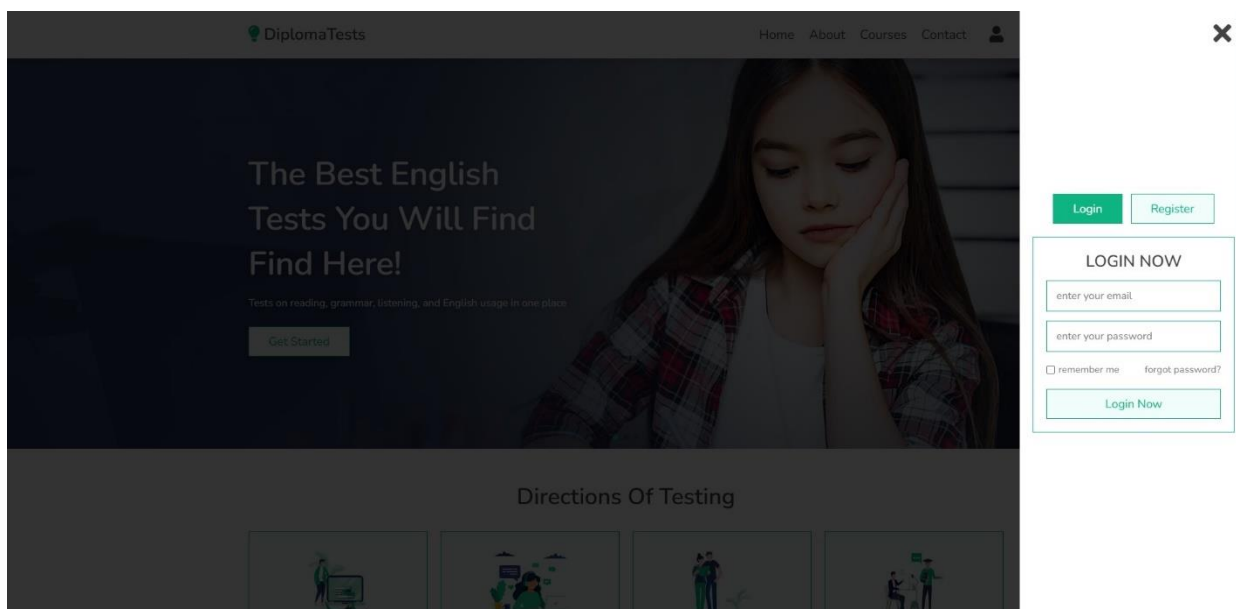 DiplomaTests
Home About Courses Contact
The Best English
Tests You Will Find
Find Here!
Tests on reading, grammar, listening, and English usage in one place
Get Started
Directions Of Testing
Login Register
LOGIN NOW
enter your email
enter your password
remember me forgot password?
Login Now